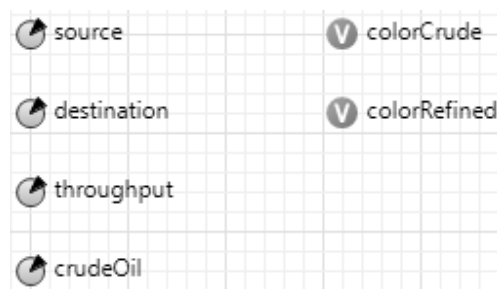 source
destination
throughput
crudeOil
V colorCrude
V colorRefined